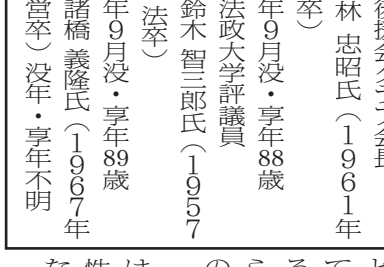 林 忠昭氏（1961年
卒）
年9月没・享年88歳
法政大学評議員
鈴木 智三郎氏（1957
法卒）
年9月没・享年89歳
諸橋 義隆氏（1967年
営卒）没年・享年不明